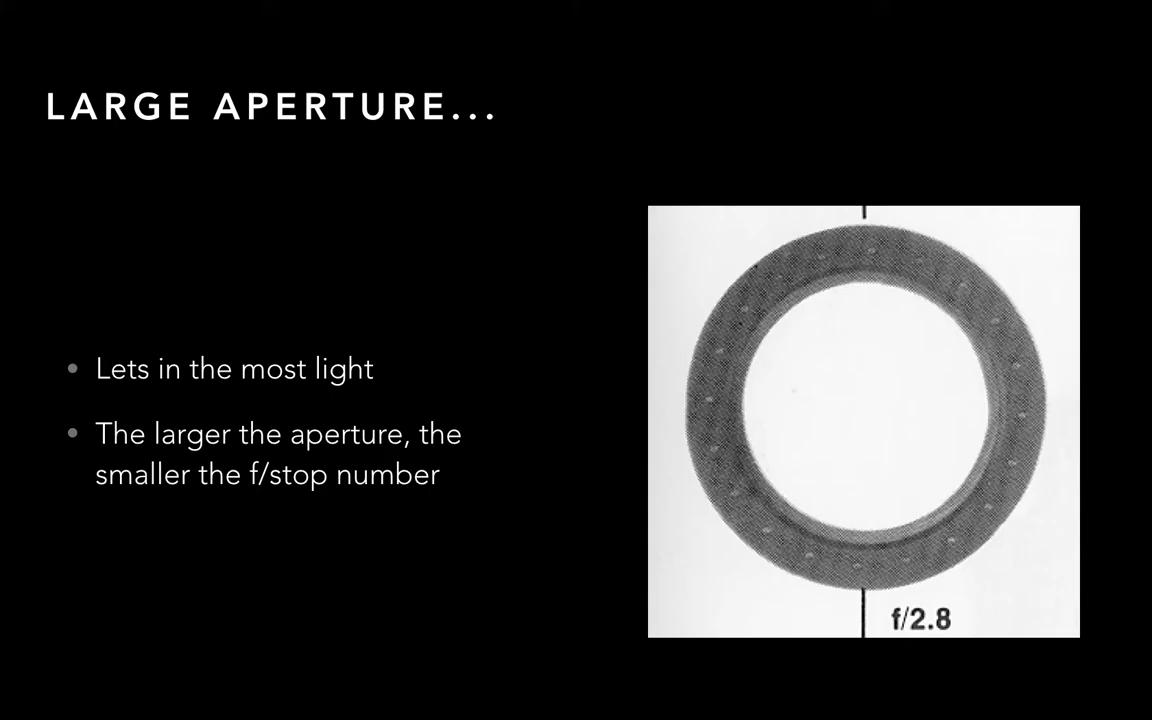 LARGE APERTURE...
• Lets in the most light
• The larger the aperture, the
smaller the f/stop number
f/2.8